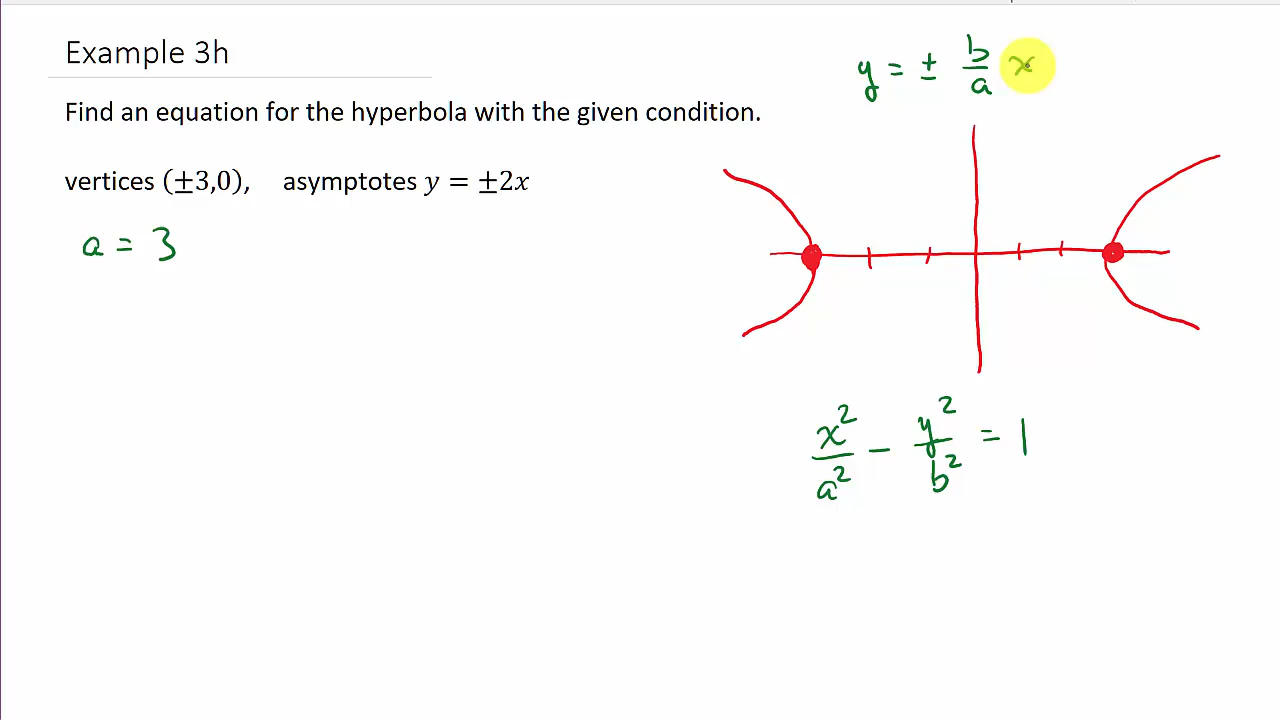 Example 3h
y = ± b/a x
Find an equation for the hyperbola with the given condition.
vertices (±3,0), asymptotes y = ±2x
a = 3
x²/a² − y²/b² = 1